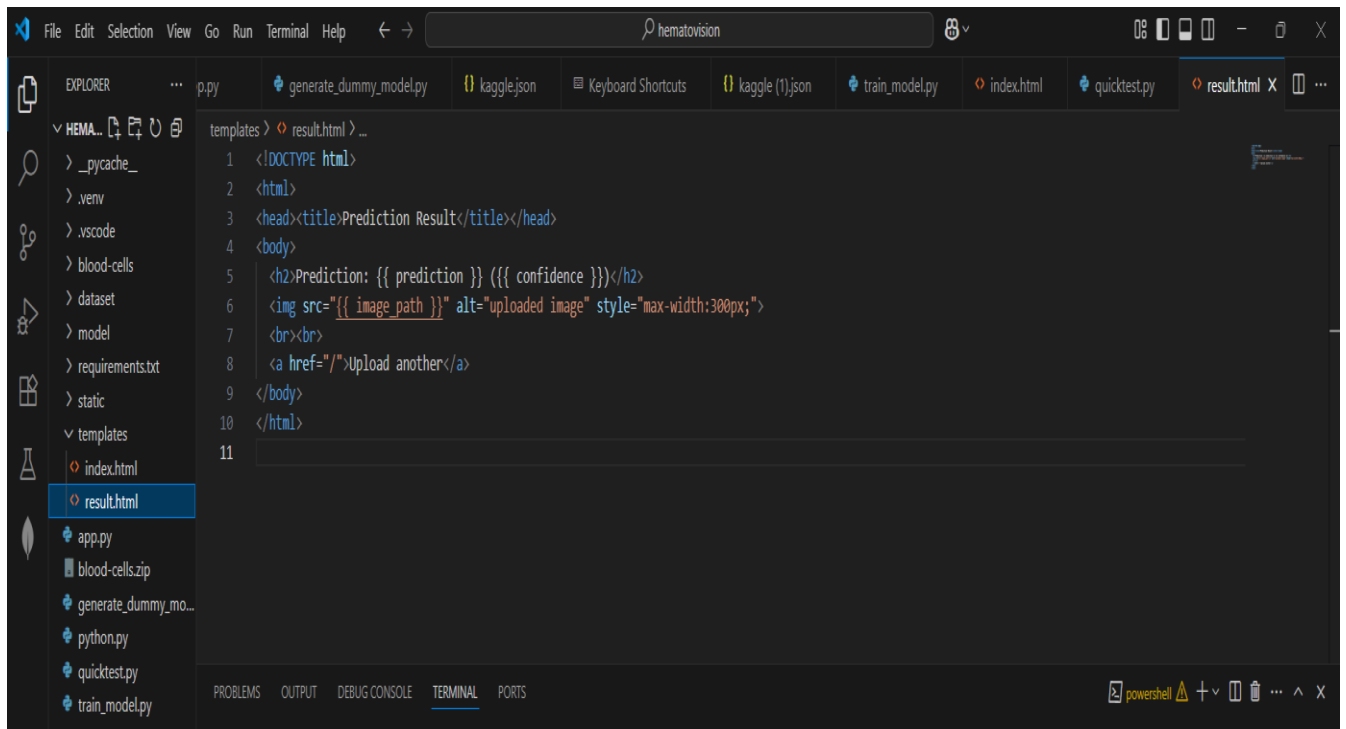 File Edit Selection View Go Run Terminal Help
hematovision
EXPLORER
p.py
generate_dummy_model.py
{} kaggle.json
Keyboard Shortcuts
{} kaggle (1).json
train_model.py
index.html
quicktest.py
result.html
HEMA...
__pycache__
.venv
.vscode
blood-cells
dataset
model
requirements.txt
static
templates
index.html
result.html
app.py
blood-cells.zip
generate_dummy_mo...
python.py
quicktest.py
train_model.py
templates > result.html > ...
1 <!DOCTYPE html>
2 <html>
3 <head><title>Prediction Result</title></head>
4 <body>
5 <h2>Prediction: {{ prediction }} ({{ confidence }})</h2>
6 <img src="{{ image_path }}" alt="uploaded image" style="max-width:300px;">
7 <br><br>
8 <a href="/">Upload another</a>
9 </body>
10 </html>
11
PROBLEMS OUTPUT DEBUG CONSOLE TERMINAL PORTS
powershell